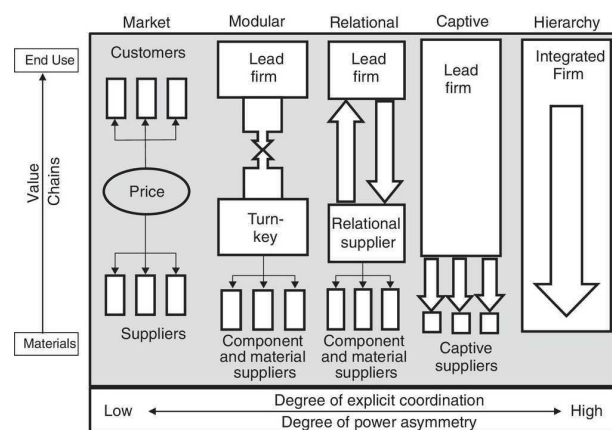 Market
Modular
Relational
Captive
Hierarchy
End Use
Value
Chains
Materials
Customers
Price
Suppliers
Lead
firm
Turn-
key
Component
and material
suppliers
Lead
firm
Relational
supplier
Component
and material
suppliers
Lead
firm
Captive
suppliers
Integrated
Firm
Low
Degree of explicit coordination
Degree of power asymmetry
High